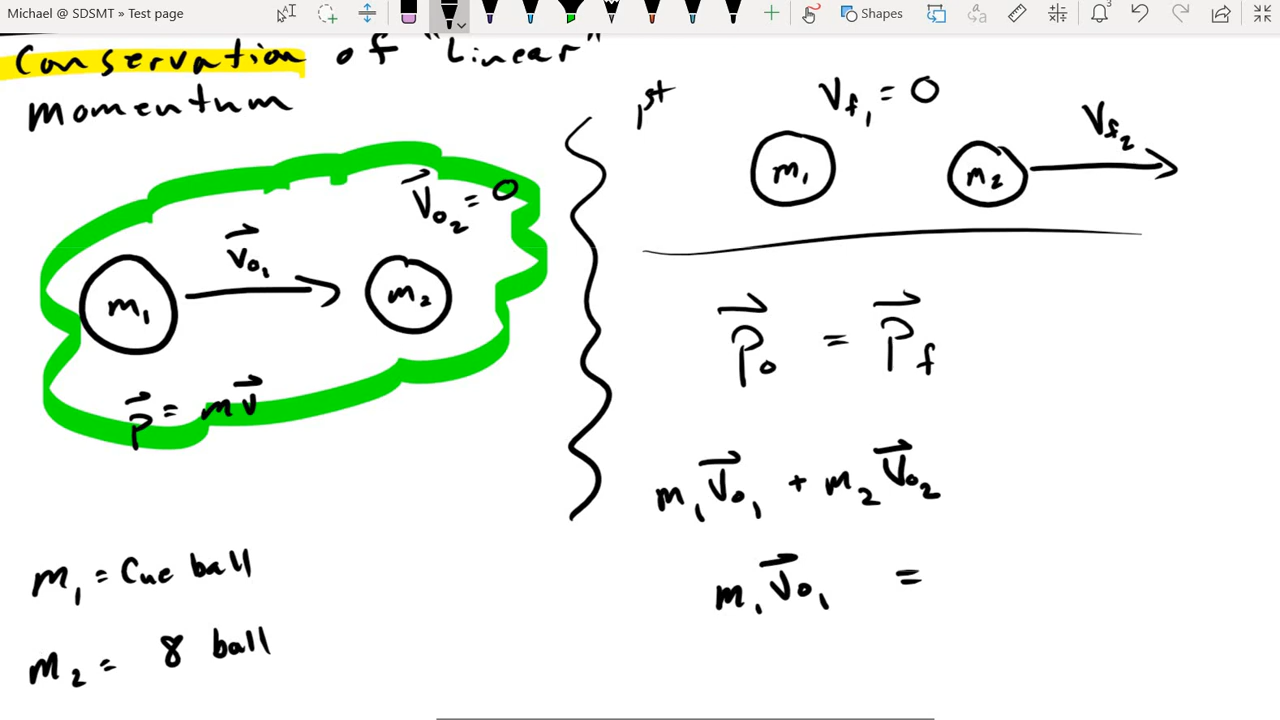 Michael @ SDSMT » Test page
Shapes
Conservation of "Linear"
Momentum
V⃗o₂ = 0
V⃗o₁
m₁
m₂
p⃗ = mv⃗
m₁ = Cue ball
m₂ = 8 ball
1st
Vf₁ = 0
Vf₂
m₁
m₂
P⃗o = P⃗f
m₁V⃗o₁ + m₂V⃗o₂
m₁V⃗o₁ =